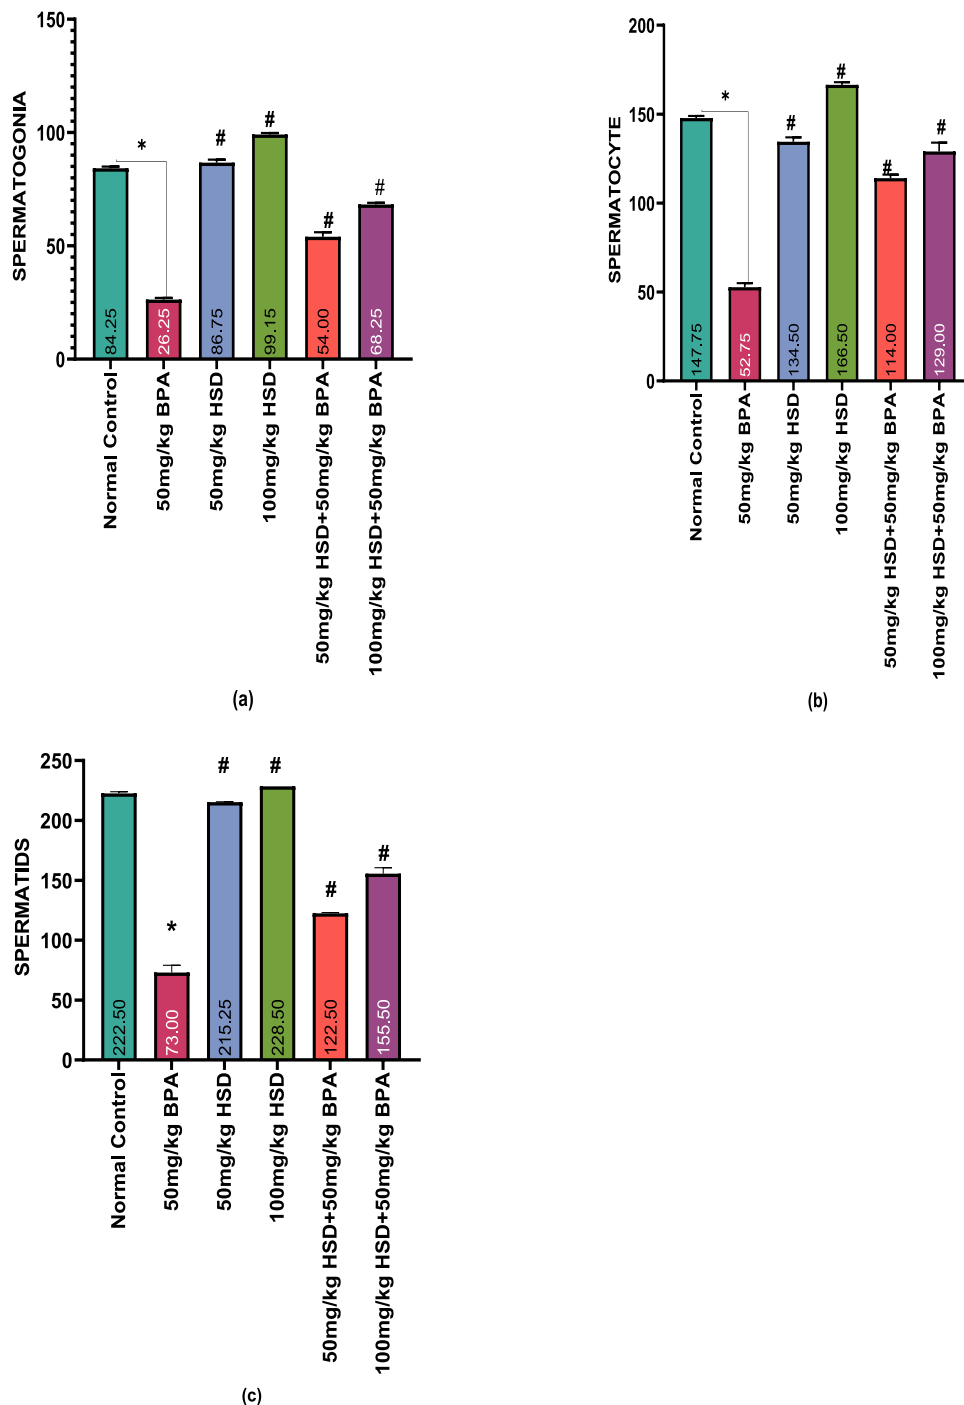 150
100
50
0
SPERMATOGONIA
*
#
#
#
#
84.25
26.25
86.75
99.15
54.00
68.25
Normal Control
50mg/kg BPA
50mg/kg HSD
100mg/kg HSD
50mg/kg HSD+50mg/kg BPA
100mg/kg HSD+50mg/kg BPA
(a)
200
150
100
50
0
SPERMATOCYTE
*
#
#
#
#
147.75
52.75
134.50
166.50
114.00
129.00
Normal Control
50mg/kg BPA
50mg/kg HSD
100mg/kg HSD
50mg/kg HSD+50mg/kg BPA
100mg/kg HSD+50mg/kg BPA
(b)
250
200
150
100
50
0
SPERMATIDS
*
#
#
#
#
222.50
73.00
215.25
228.50
122.50
155.50
Normal Control
50mg/kg BPA
50mg/kg HSD
100mg/kg HSD
50mg/kg HSD+50mg/kg BPA
100mg/kg HSD+50mg/kg BPA
(c)